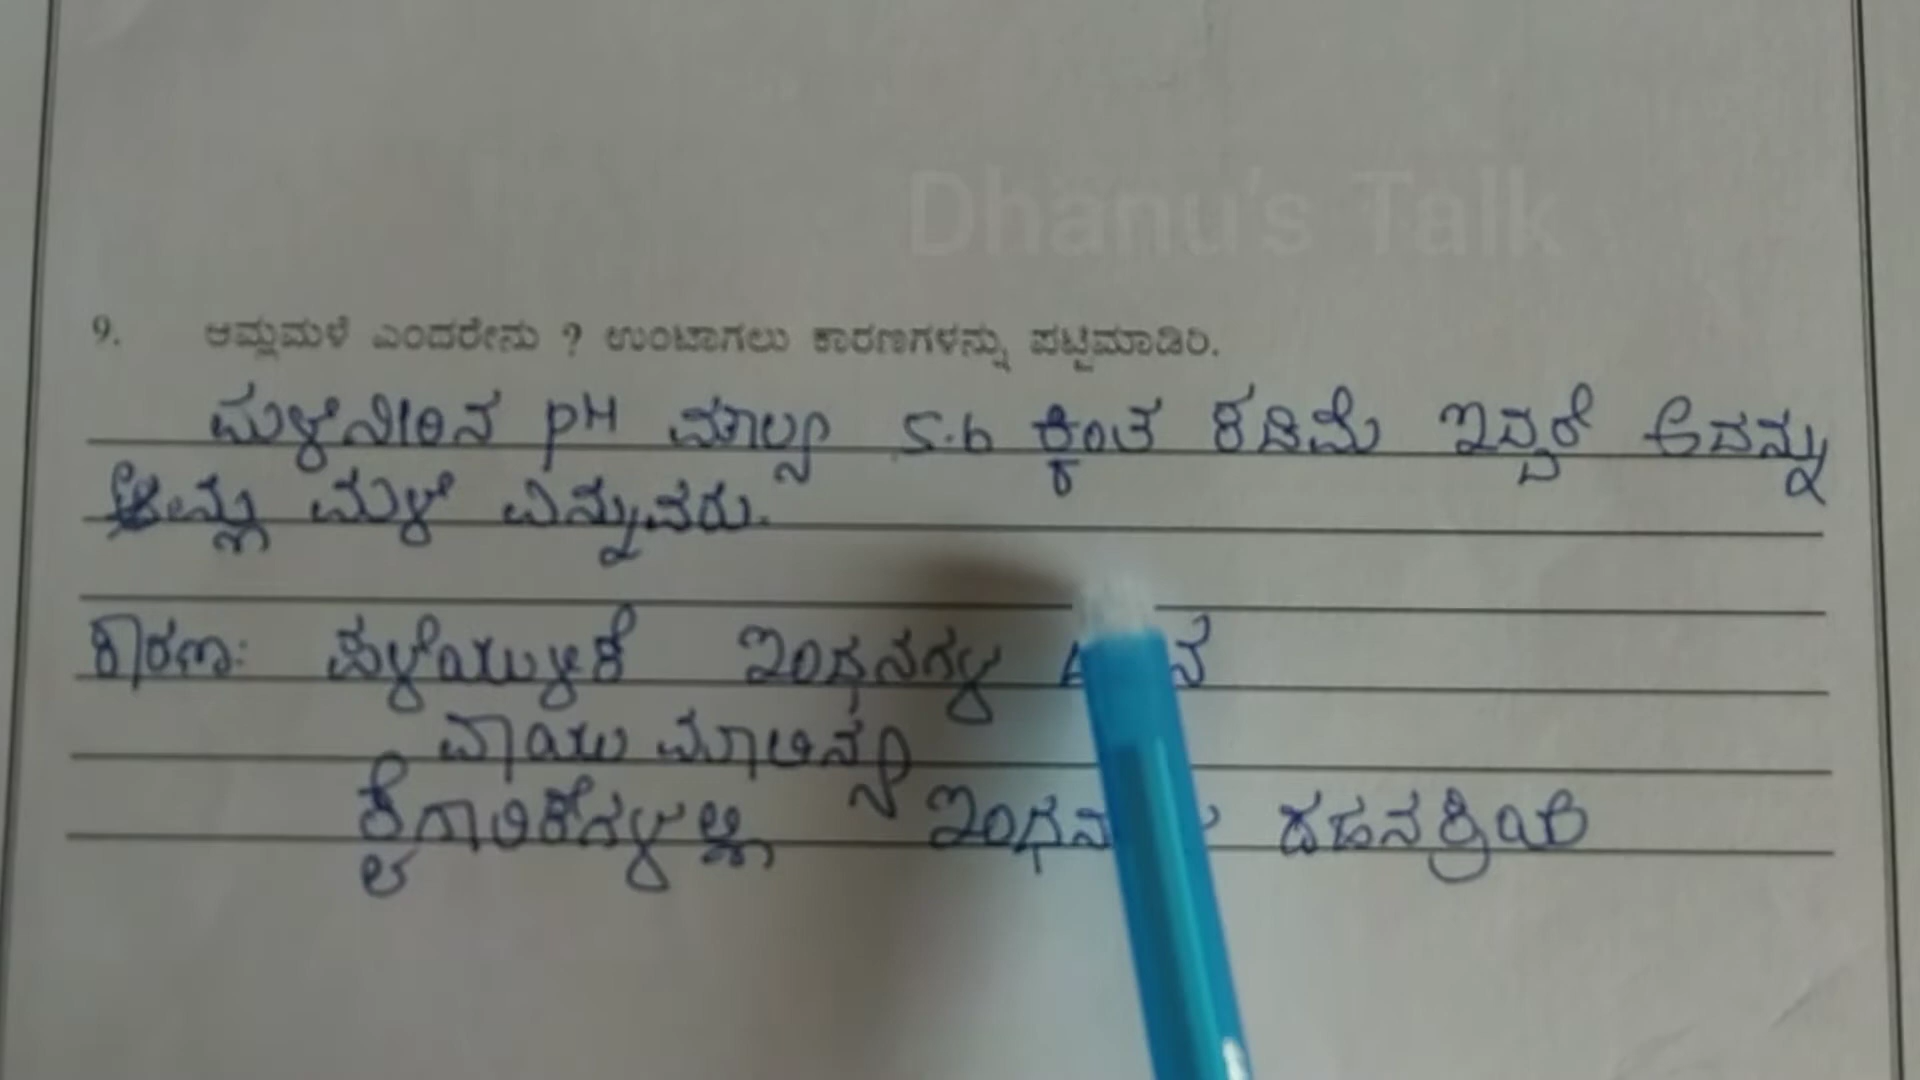 Dhanu's Talk
9. ಆಮ್ಲಮಳೆ ಎಂದರೇನು ? ಉಂಟಾಗಲು ಕಾರಣಗಳನ್ನು ಪಟ್ಟಿಮಾಡಿರಿ.
ಮಳೆನೀರಿನ pH ಮೌಲ್ಯ 5.6 ಕ್ಕಿಂತ ಕಡಿಮೆ ಇದ್ದರೆ ಅದನ್ನು
ಆಮ್ಲ ಮಳೆ ಎನ್ನುವರು.
ಕಾರಣ: ಪಳೆಯುಳಿಕೆ ಇಂಧನಗಳ
ವಾಯು ಮಾಲಿನ್ಯ
ಕೈಗಾರಿಕೆಗಳಲ್ಲಿ ದಹನಕ್ರಿಯೆ